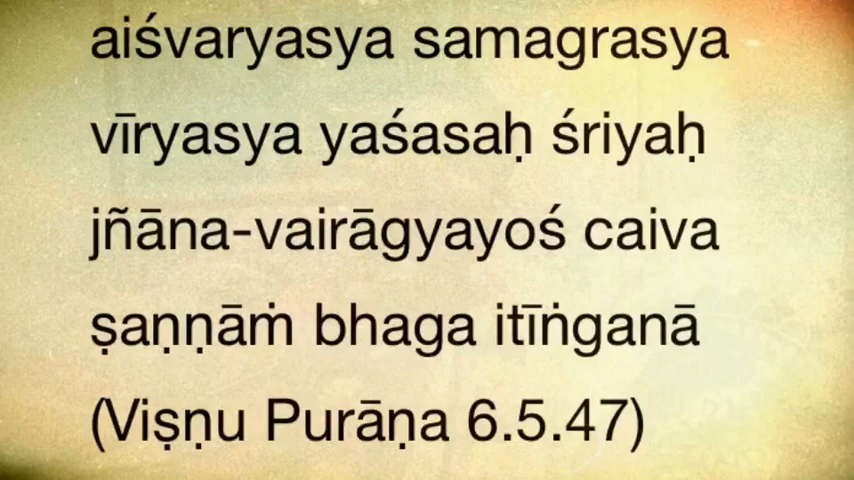 aiśvaryasya samagrasya
vīryasya yaśasaḥ śriyaḥ
jñāna-vairāgyayoś caiva
ṣaṇṇāṁ bhaga itīṅganā
(Viṣṇu Purāṇa 6.5.47)